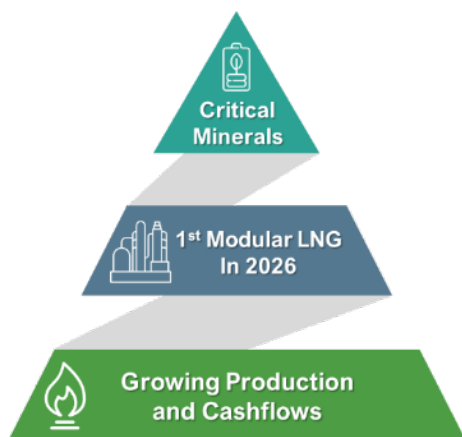 Critical
Minerals
1st Modular LNG
In 2026
Growing Production
and Cashflows